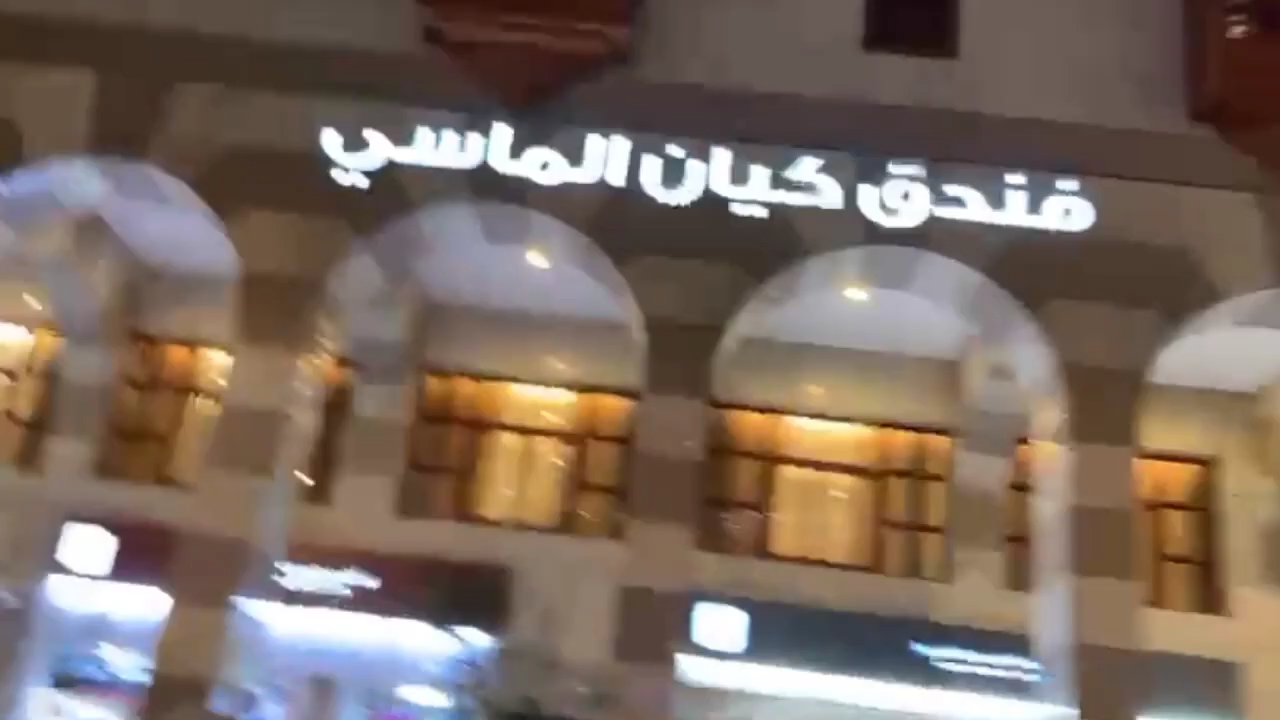 فندق كيان الماسي